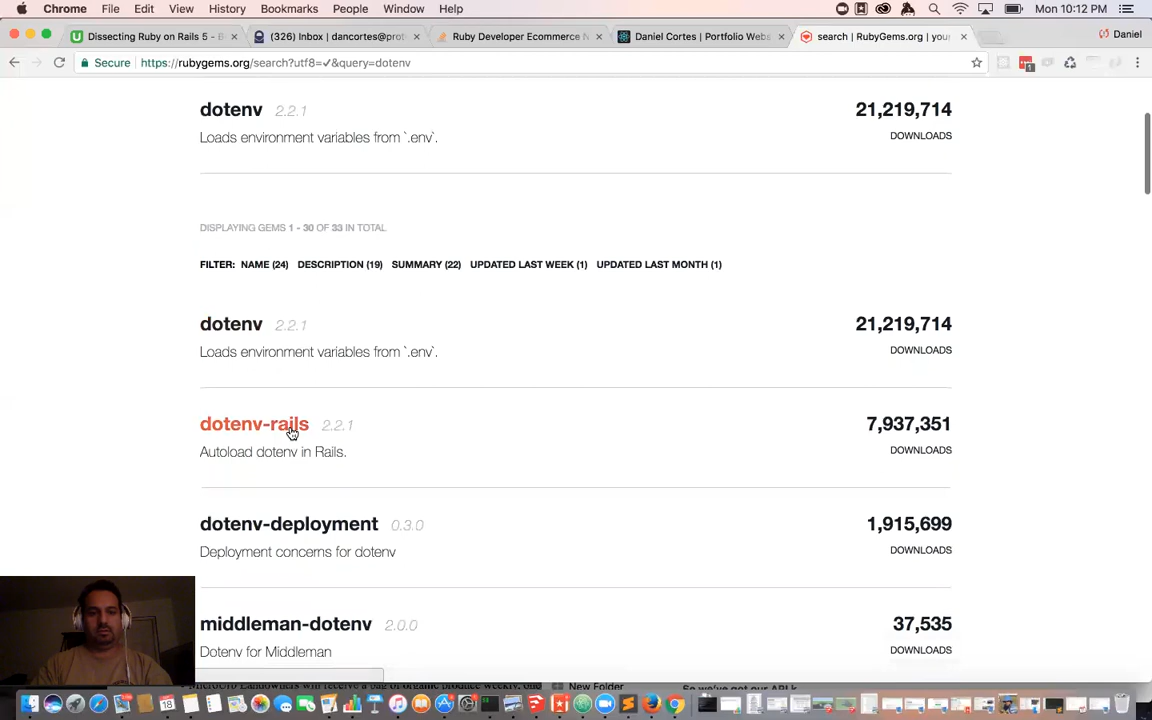 Chrome File Edit View History Bookmarks People Window Help Mon 10:12 PM
Dissecting Ruby on Rails 5 - B
(326) Inbox | dancortes@prot
Ruby Developer Ecommerce N
Daniel Cortes | Portfolio Webs
search | RubyGems.org | you
Daniel
Secure https://rubygems.org/search?utf8=✓&query=dotenv
dotenv 2.2.1 21,219,714
Loads environment variables from `.env`. DOWNLOADS
DISPLAYING GEMS 1 - 30 OF 33 IN TOTAL
FILTER: NAME (24) DESCRIPTION (19) SUMMARY (22) UPDATED LAST WEEK (1) UPDATED LAST MONTH (1)
dotenv 2.2.1 21,219,714
Loads environment variables from `.env`. DOWNLOADS
dotenv-rails 2.2.1 7,937,351
Autoload dotenv in Rails. DOWNLOADS
dotenv-deployment 0.3.0 1,915,699
Deployment concerns for dotenv DOWNLOADS
middleman-dotenv 2.0.0 37,535
Dotenv for Middleman DOWNLOADS
New Folder